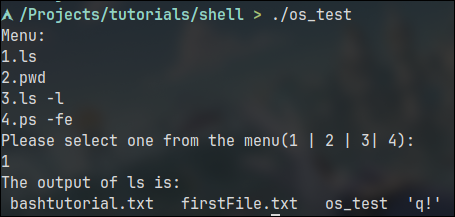 /Projects/tutorials/shell > ./os_test
Menu:
1.ls
2.pwd
3.ls -l
4.ps -fe
Please select one from the menu(1 | 2 | 3| 4):
1
The output of ls is:
bashtutorial.txt   firstFile.txt   os_test  'q!'